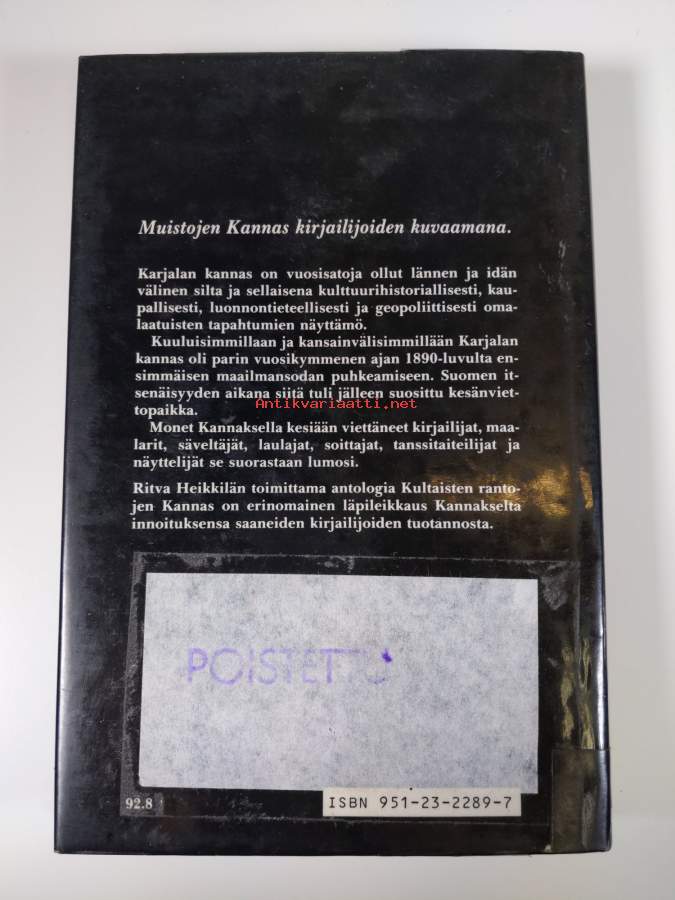 Muistojen Kannas kirjailijoiden kuvaamana.
Karjalan kannas on vuosisatoja ollut lännen ja idän
välinen silta ja sellaisena kulttuurihistoriallisesti, kau-
pallisesti, luonnontieteellisesti ja geopoliittisesti oma-
laatuisten tapahtumien näyttämö.
Kuuluisimmillaan ja kansainvälisimmillään Karjalan
kannas oli parin vuosikymmenen ajan 1890-luvulta en-
simmäisen maailmansodan puhkeamiseen. Suomen it-
senäisyyden aikana siitä tuli jälleen suosittu kesänviet-
topaikka.
Antikvariaatti.net
Monet Kannaksella kesiään viettäneet kirjailijat, maa-
larit, säveltäjät, laulajat, soittajat, tanssitaiteilijat ja
näyttelijät se suorastaan lumosi.
Ritva Heikkilän toimittama antologia Kultaisten ranto-
jen Kannas on erinomainen läpileikkaus Kannakselta
innoituksensa saaneiden kirjailijoiden tuotannosta.
POISTETTU
92.8
ISBN 951-23-2289-7